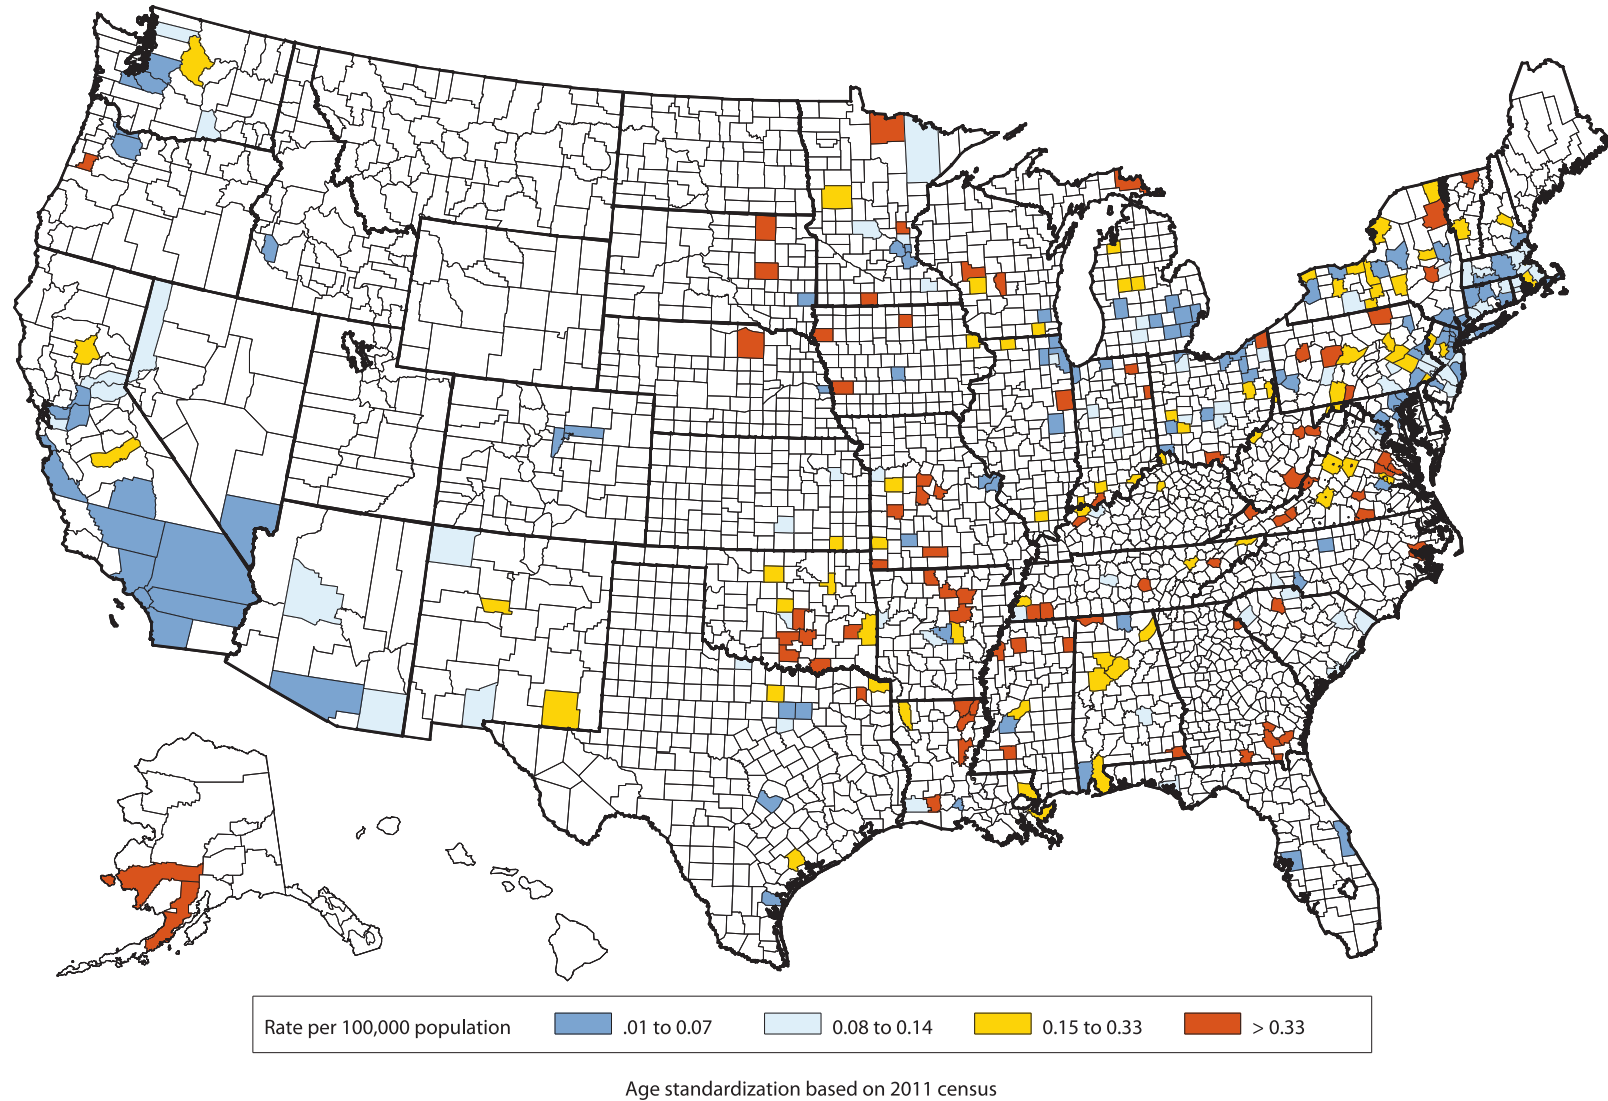 Rate per 100,000 population .01 to 0.07 0.08 to 0.14 0.15 to 0.33 > 0.33
Age standardization based on 2011 census